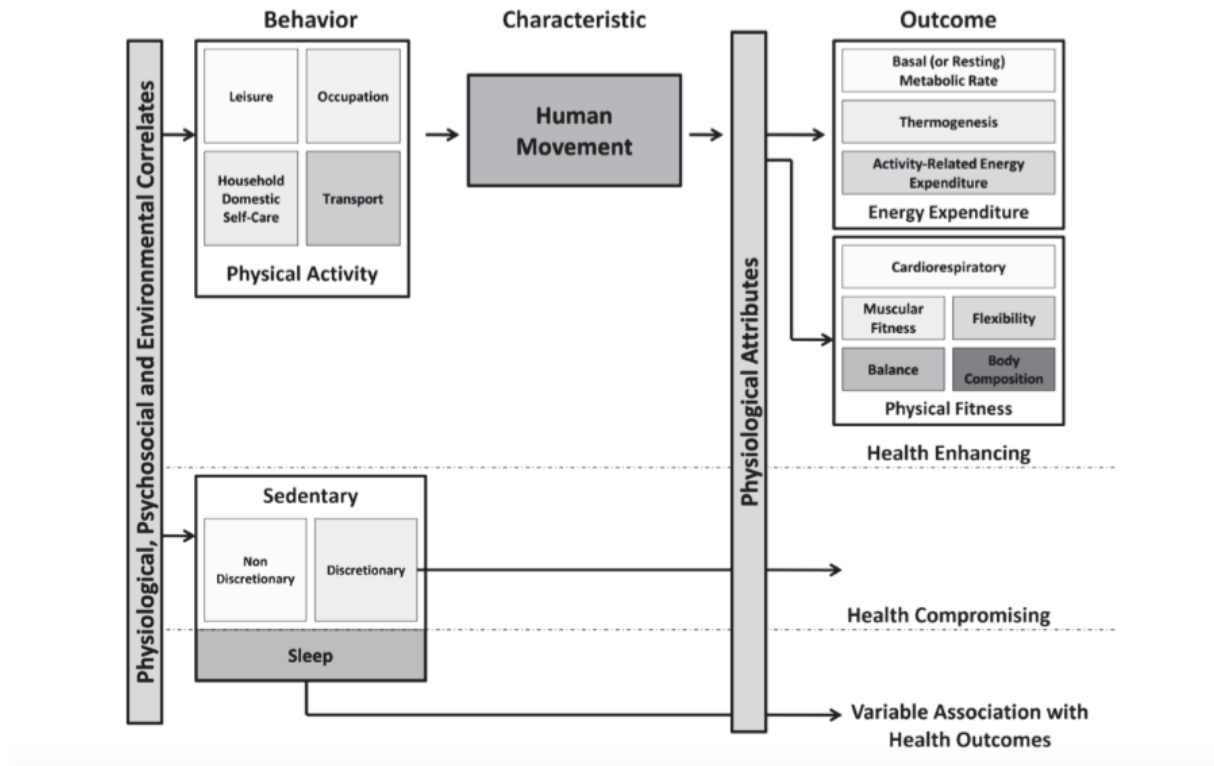 Behavior
Characteristic
Outcome
Physiological, Psychosocial and Environmental Correlates
Leisure
Occupation
Household
Domestic
Self-Care
Transport
Physical Activity
Human
Movement
Physiological Attributes
Basal (or Resting)
Metabolic Rate
Thermogenesis
Activity-Related Energy
Expenditure
Energy Expenditure
Cardiorespiratory
Muscular
Fitness
Flexibility
Balance
Body
Composition
Physical Fitness
Health Enhancing
Sedentary
Non
Discretionary
Discretionary
Health Compromising
Sleep
Variable Association with
Health Outcomes